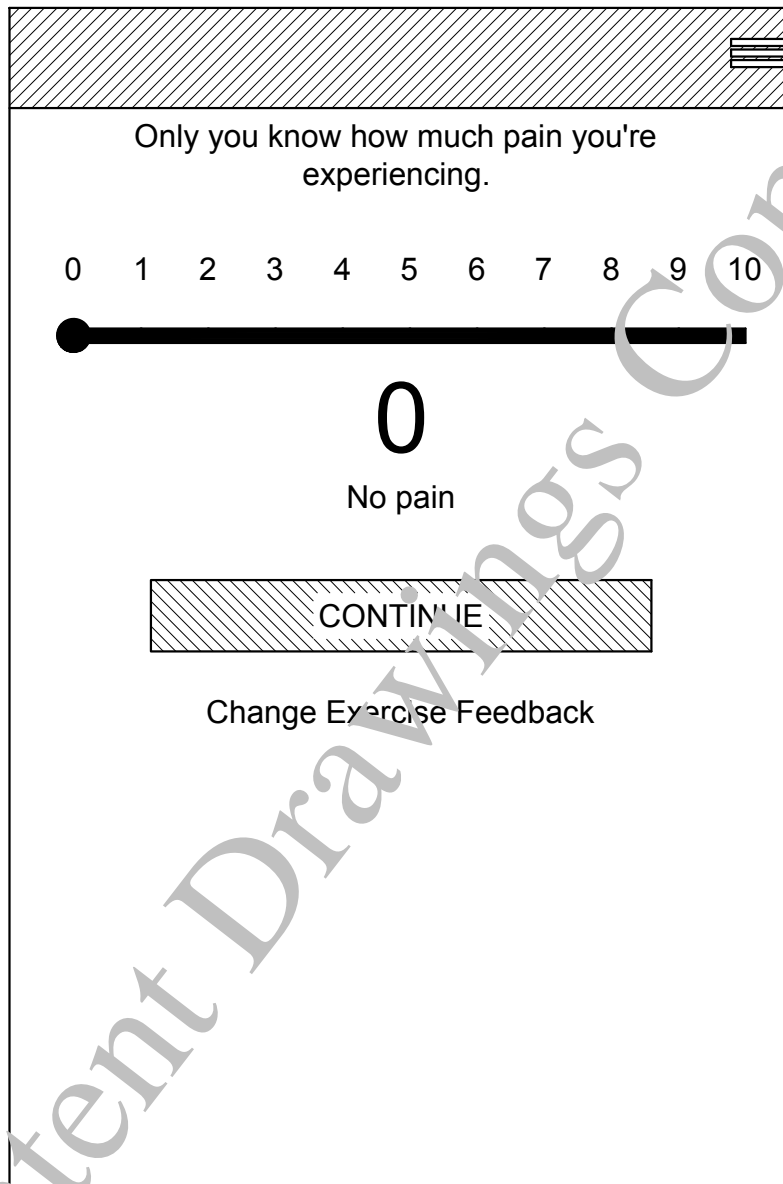 Only you know how much pain you're
experiencing.
0 1 2 3 4 5 6 7 8 9 10
0
No pain
CONTINUE
Change Exercise Feedback
Drawings